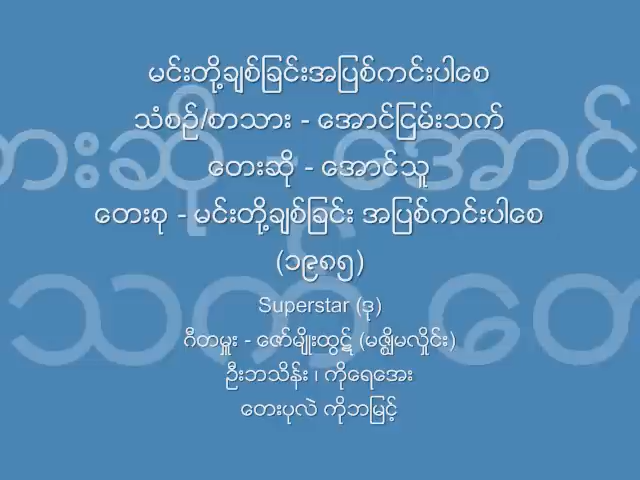 မင်းတို့ချစ်ခြင်းအပြစ်ကင်းပါစေ
သံစဉ်/စာသား - အောင်ငြိမ်းသက်
တေးဆို - အောင်သူ
တေးစု - မင်းတို့ချစ်ခြင်း အပြစ်ကင်းပါစေ
(၁၉၈၅)
Superstar (ဒု)
ဂီတမှူး - ဇော်မျိုးထွဋ် (မဇ္ဈိမလှိုင်း)
ဦးဘသိန်း ၊ ကိုရေအေး
တေးပုလဲ ကိုဘမြင့်